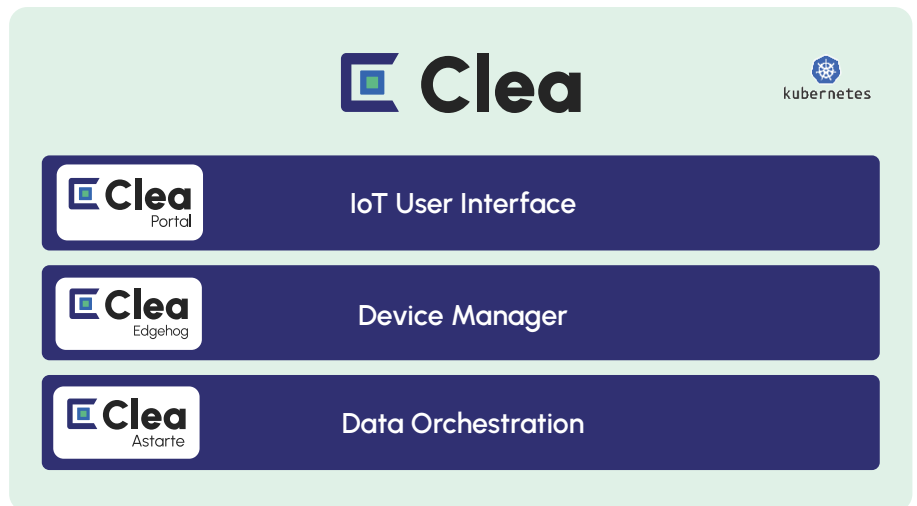 Clea
kubernetes
Clea
Portal
IoT User Interface
Clea
Edgehog
Device Manager
Clea
Astarte
Data Orchestration